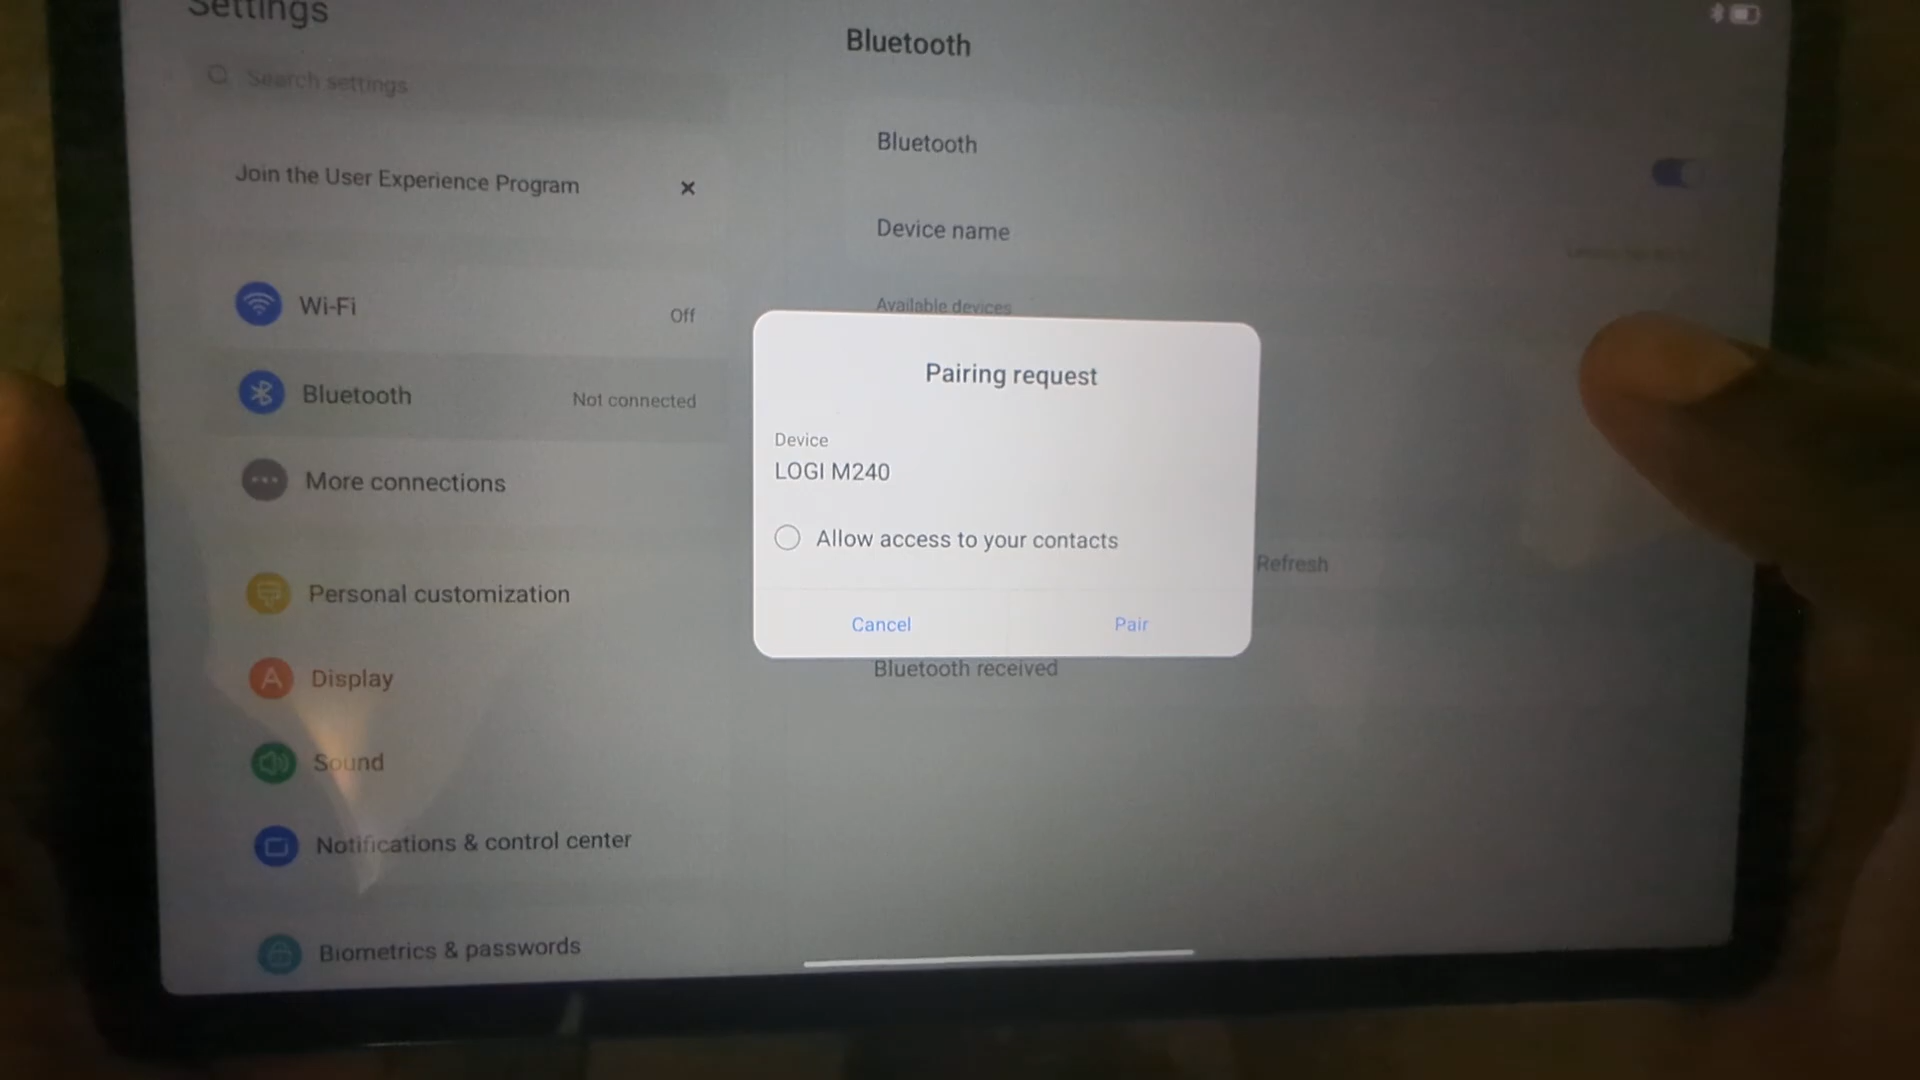 Settings
Search settings
Join the User Experience Program
Wi-Fi
Off
Bluetooth
Not connected
More connections
Personal customization
Display
Sound
Notifications & control center
Biometrics & passwords
Bluetooth
Bluetooth
Device name
Available devices
Pairing request
Device
LOGI M240
Allow access to your contacts
Cancel
Pair
Refresh
Bluetooth received